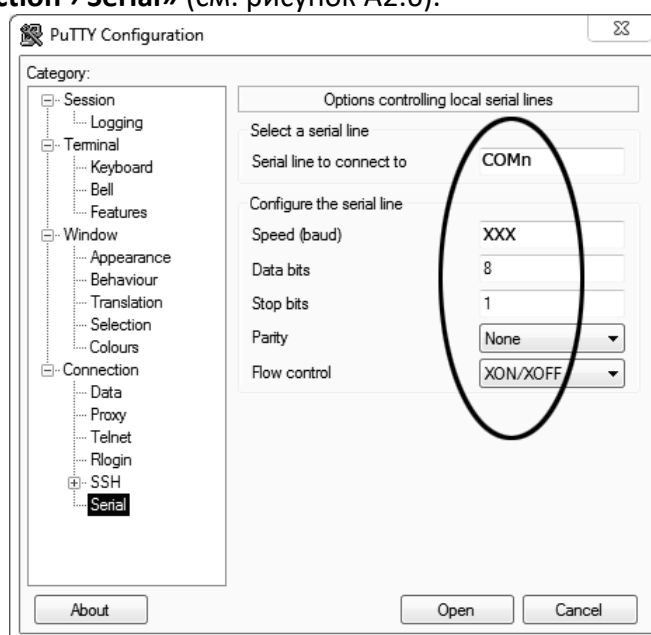 ction→Serial» (см. рисунок А2.6).
PuTTY Configuration
Category:
Session
Logging
Terminal
Keyboard
Bell
Features
Window
Appearance
Behaviour
Translation
Selection
Colours
Connection
Data
Proxy
Telnet
Rlogin
SSH
Serial
Options controlling local serial lines
Select a serial line
Serial line to connect to COMn
Configure the serial line
Speed (baud) XXX
Data bits 8
Stop bits 1
Parity None
Flow control XON/XOFF
About Open Cancel